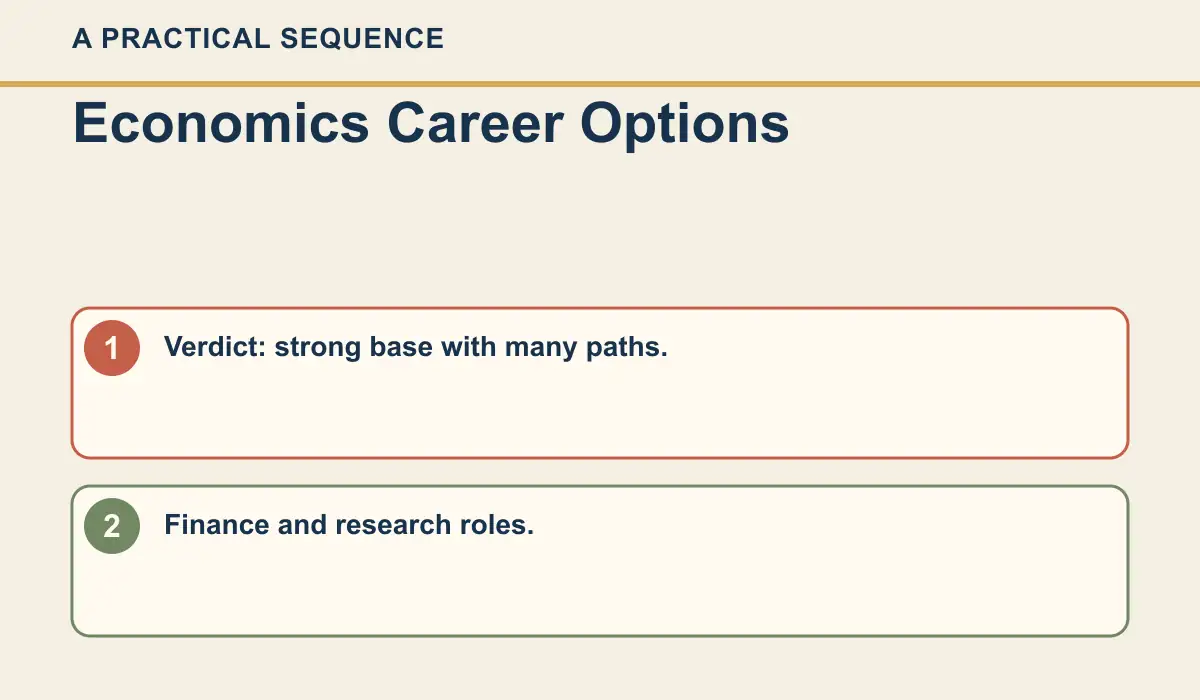 A PRACTICAL SEQUENCE
Economics Career Options
1
Verdict: strong base with many paths.
2
Finance and research roles.